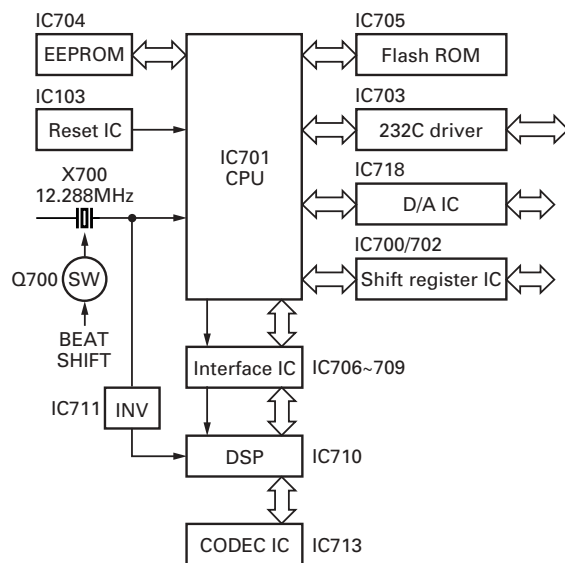 IC704
EEPROM
IC103
Reset IC
X700
12.288MHz
Q700
SW
BEAT
SHIFT
IC711
INV
IC701
CPU
IC705
Flash ROM
IC703
232C driver
IC718
D/A IC
IC700/702
Shift register IC
Interface IC
IC706~709
DSP
IC710
CODEC IC
IC713